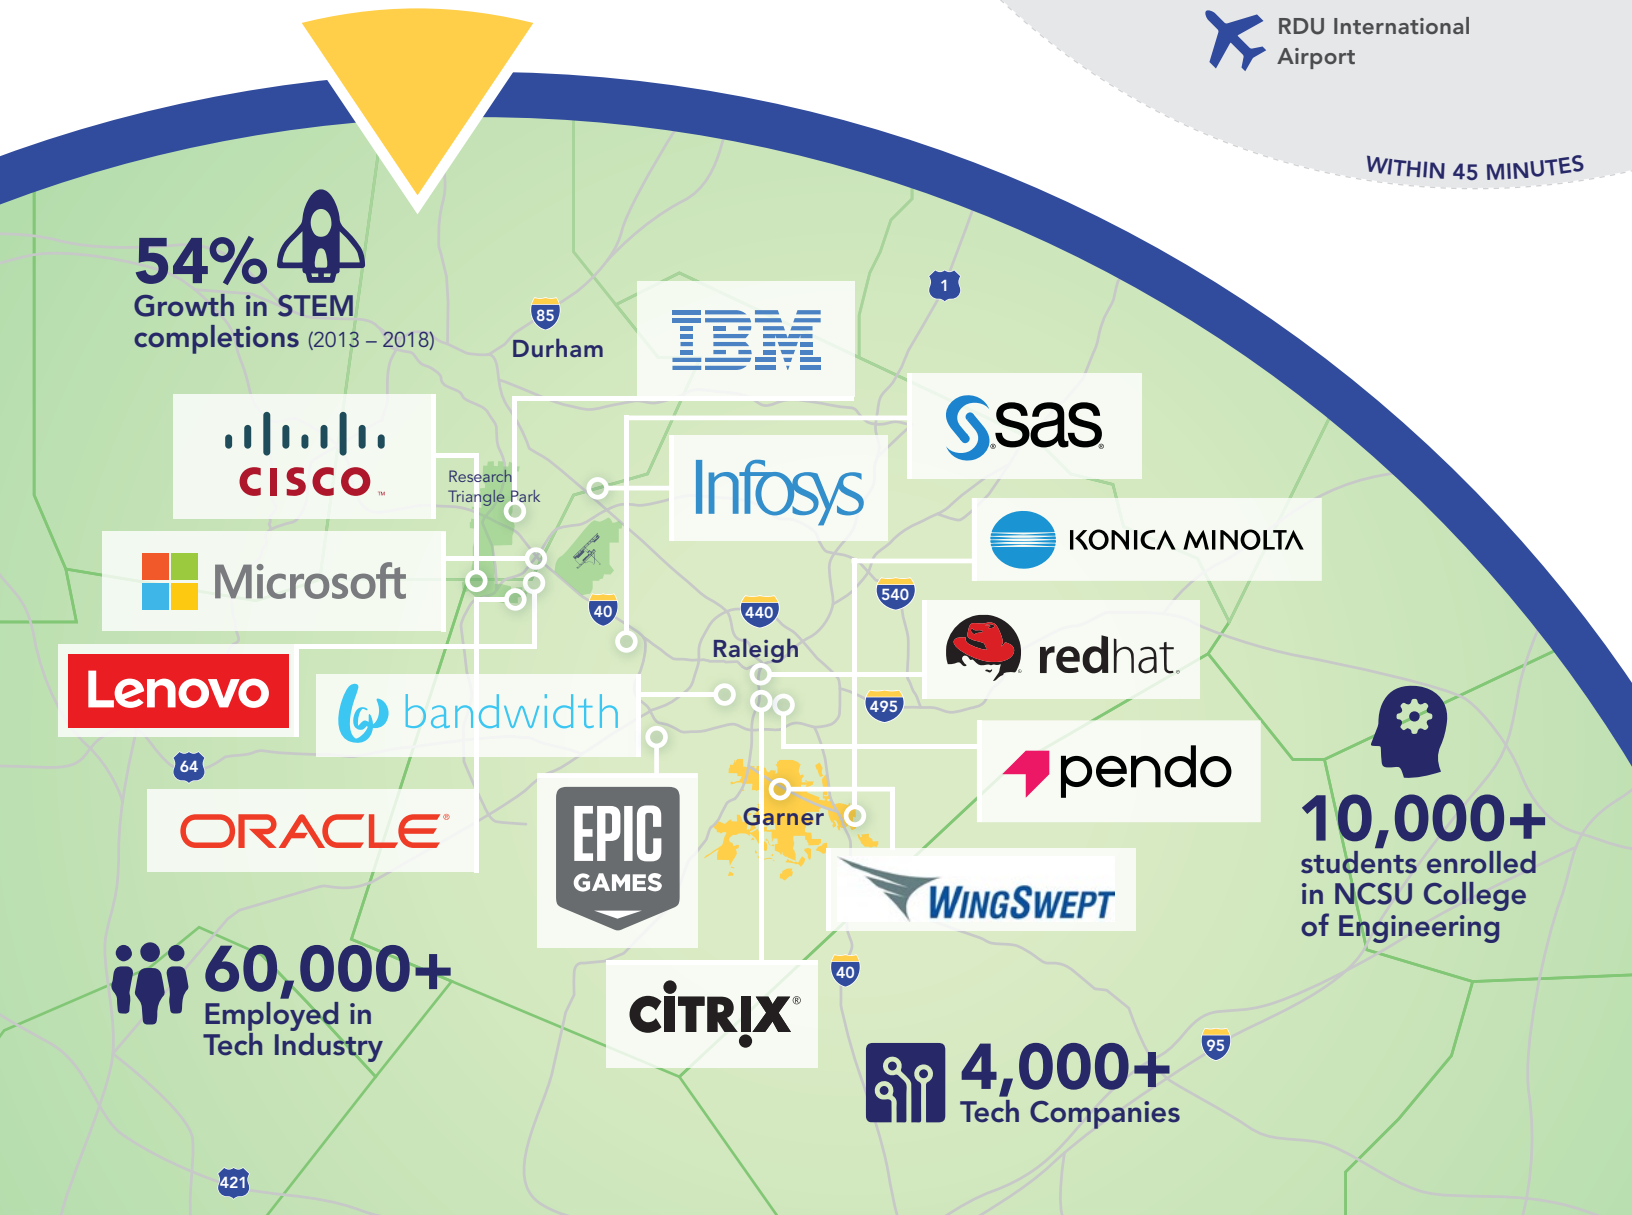 RDU International
Airport
WITHIN 45 MINUTES
54%
Growth in STEM
completions (2013 – 2018)
85
Durham
1
IBM
sas
CISCO
Research
Triangle Park
Infosys
KONICA MINOLTA
Microsoft
40
440
540
Raleigh
redhat
Lenovo
bandwidth
495
64
pendo
ORACLE
EPIC
GAMES
Garner
WINGSWEPT
10,000+
students enrolled
in NCSU College
of Engineering
60,000+
Employed in
Tech Industry
40
CITRIX
4,000+
Tech Companies
95
421